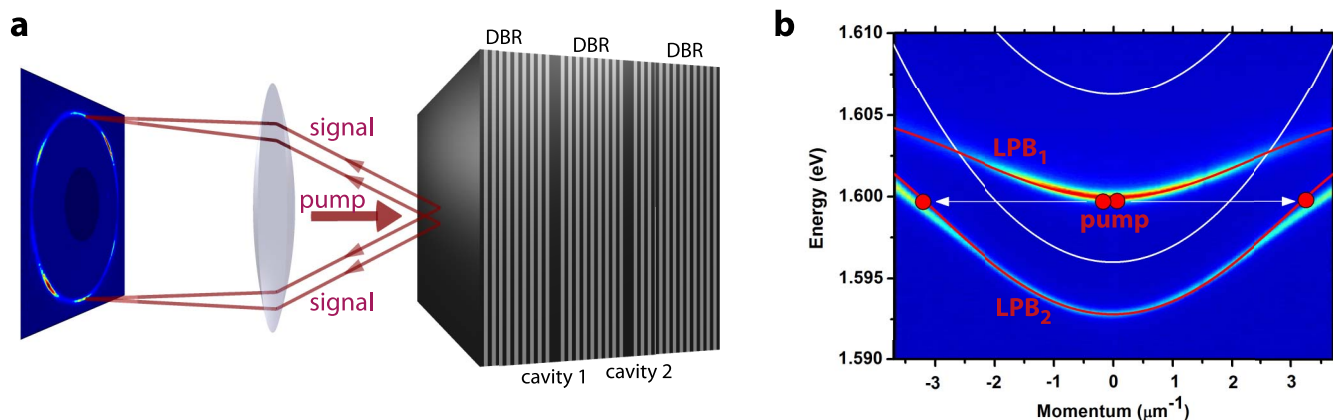 a
DBR DBR DBR
signal
pump
signal
cavity 1 cavity 2
b
1.610
1.605
1.600
1.595
1.590
Energy (eV)
LPB1
pump
LPB2
-3 -2 -1 0 1 2 3
Momentum (μm-1)